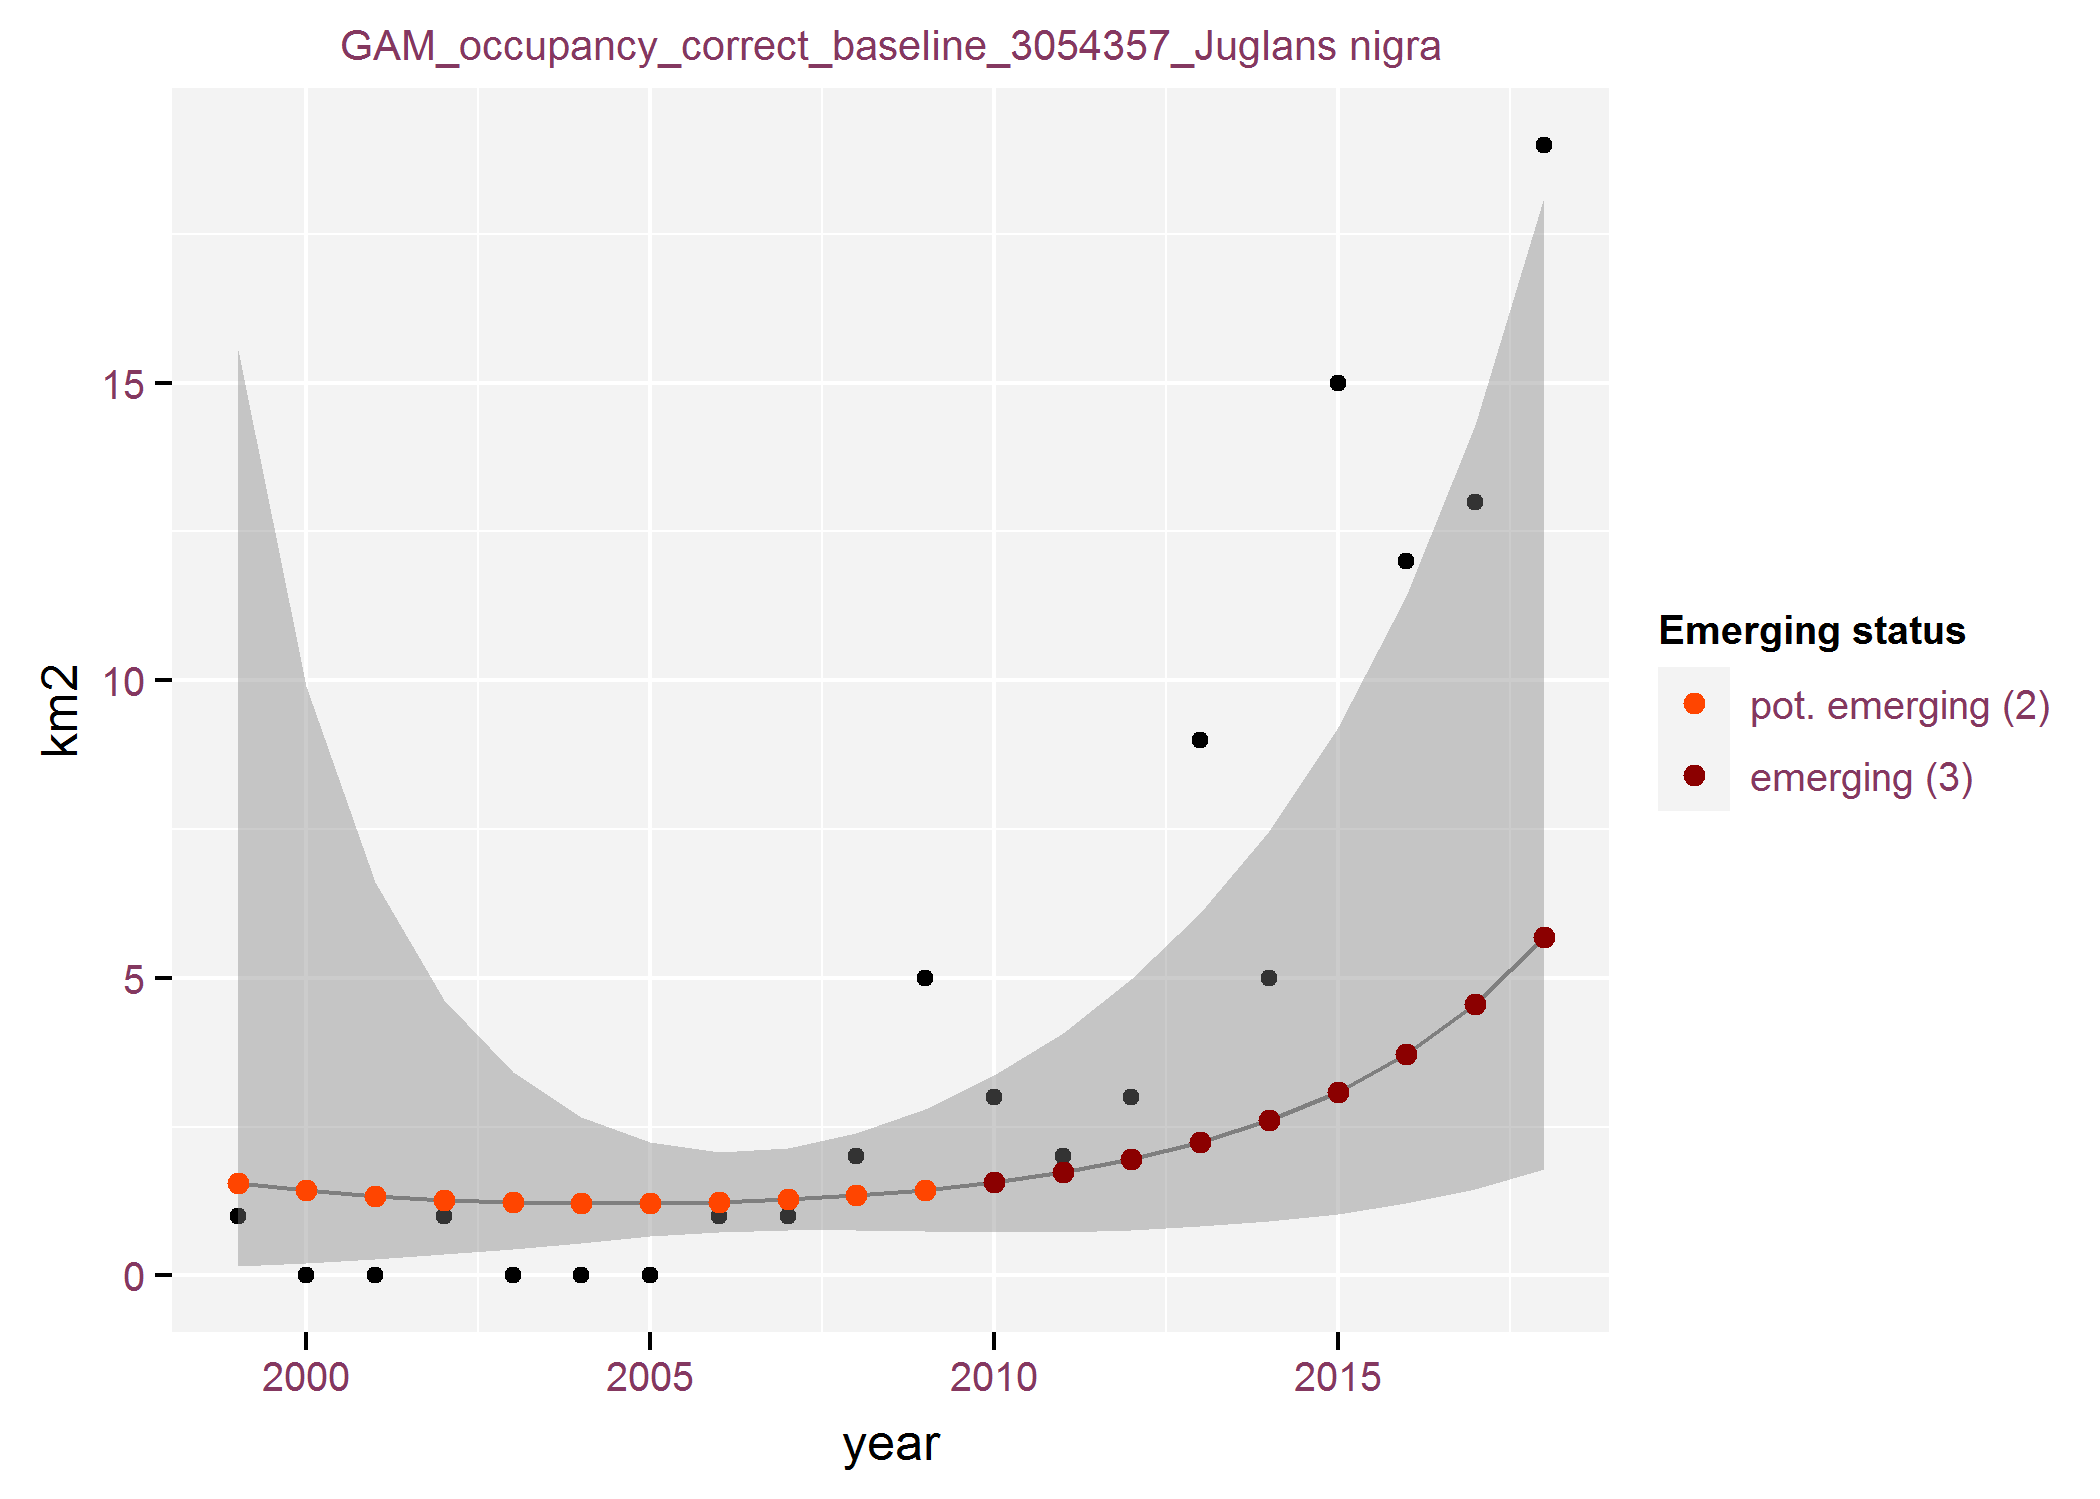 GAM_occupancy_correct_baseline_3054357_Juglans nigra
15
10
5
0
km2
2000 2005 2010 2015
year
Emerging status
pot. emerging (2)
emerging (3)